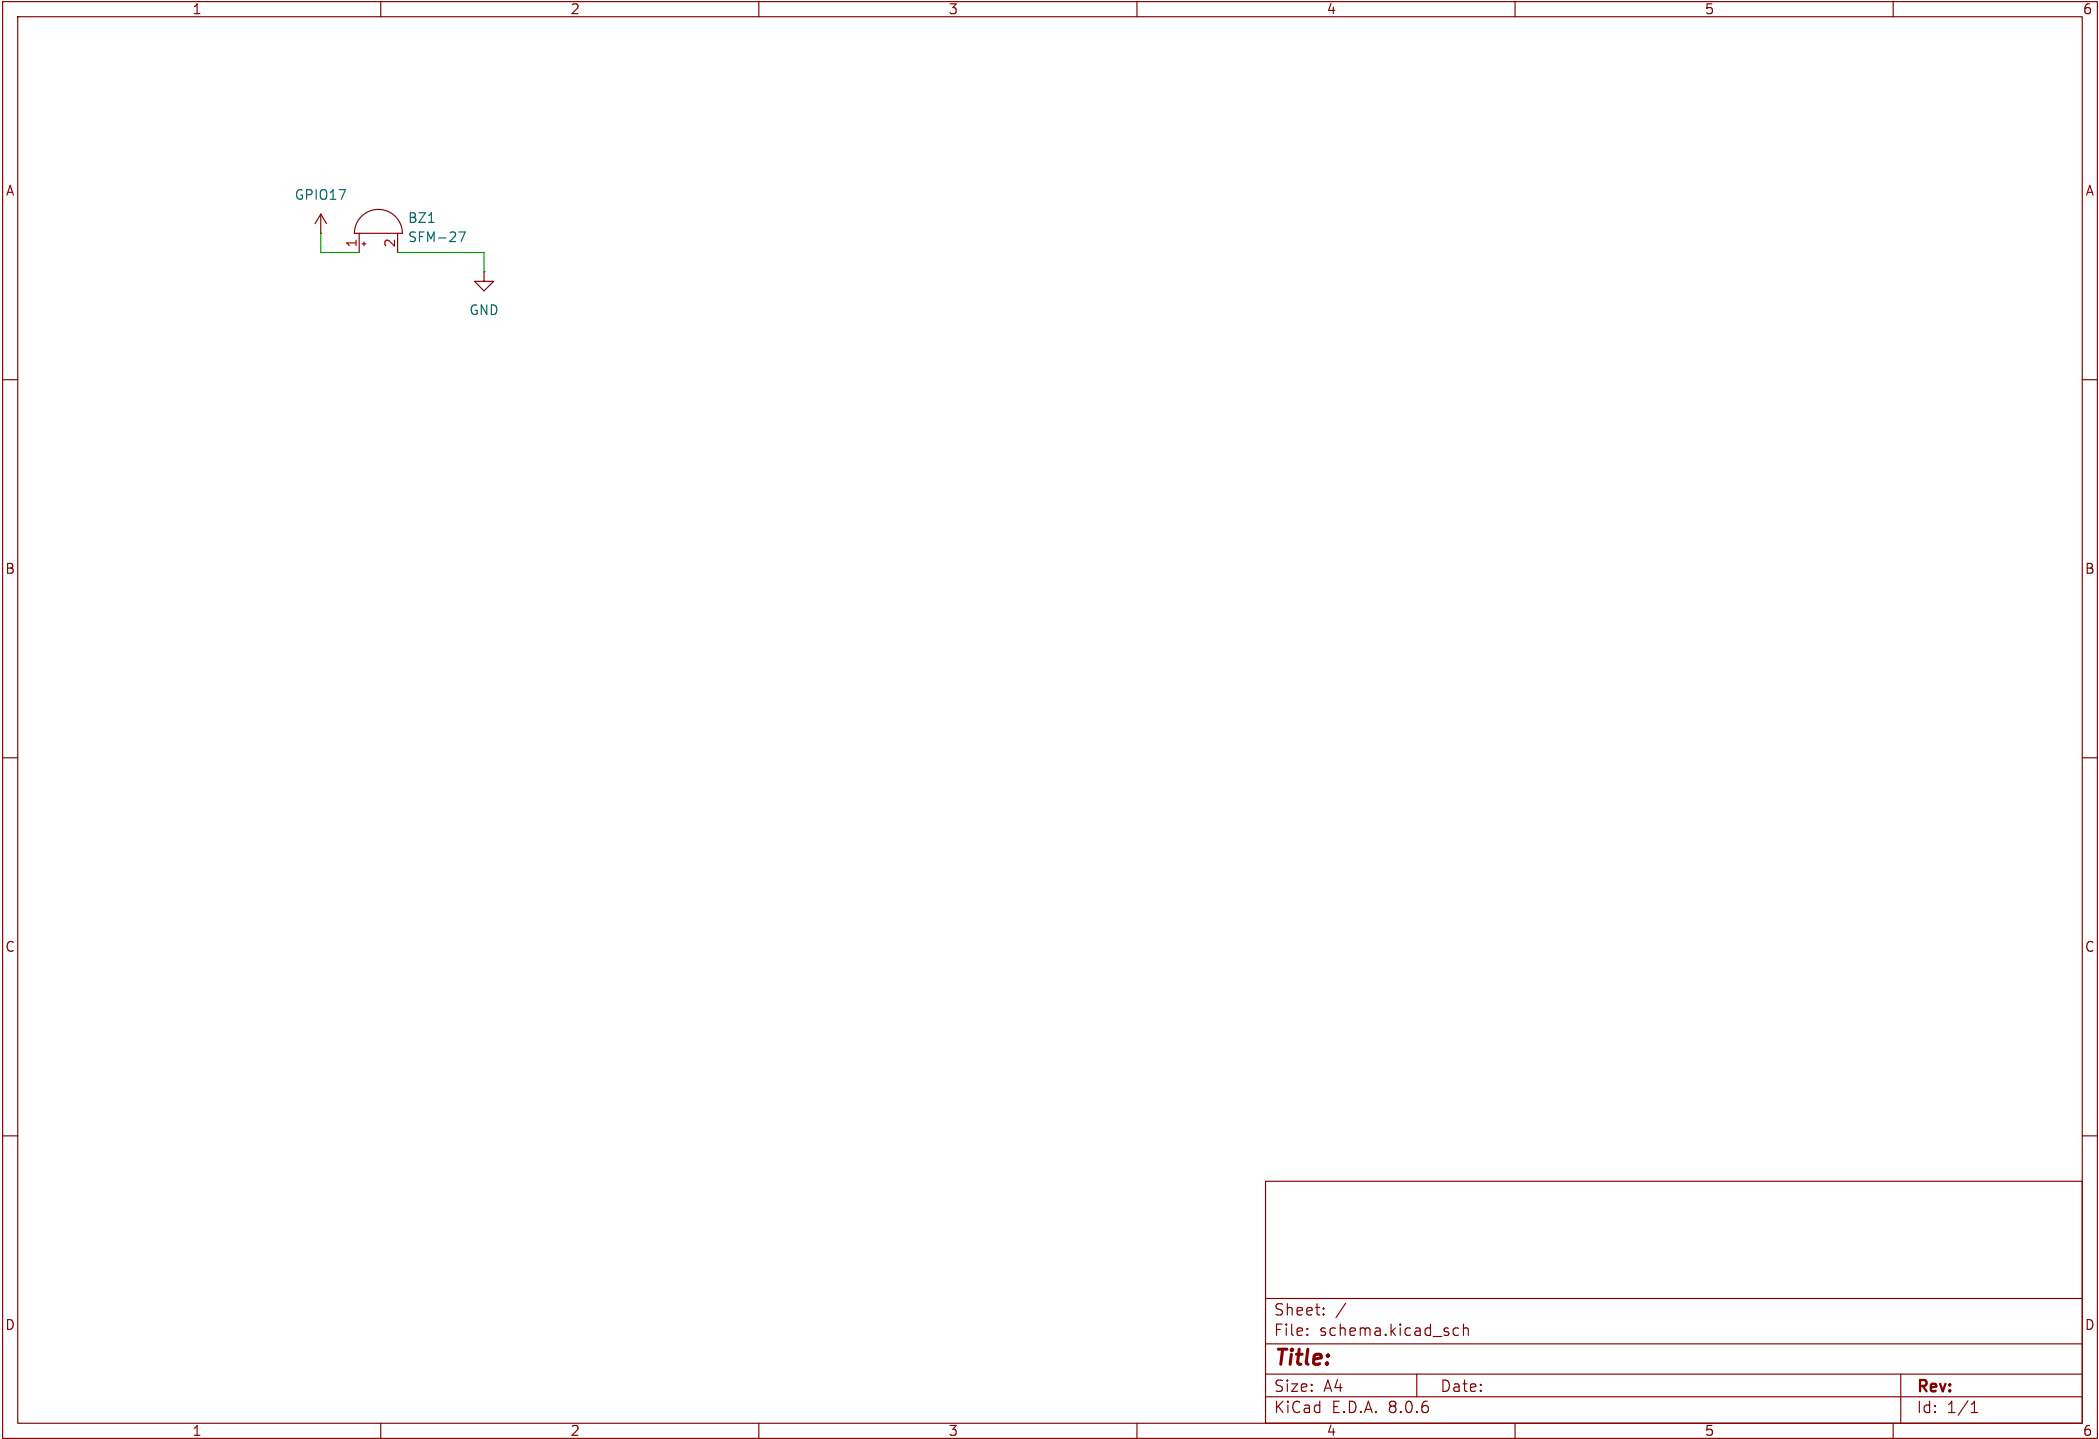 1 2 3 4 5 6
A A
GPIO17
BZ1
SFM-27
1 + 2
GND
B B
C C
Sheet: /
File: schema.kicad_sch
D D
Title:
Size: A4 Date: Rev:
KiCad E.D.A. 8.0.6 Id: 1/1
1 2 3 4 5 6